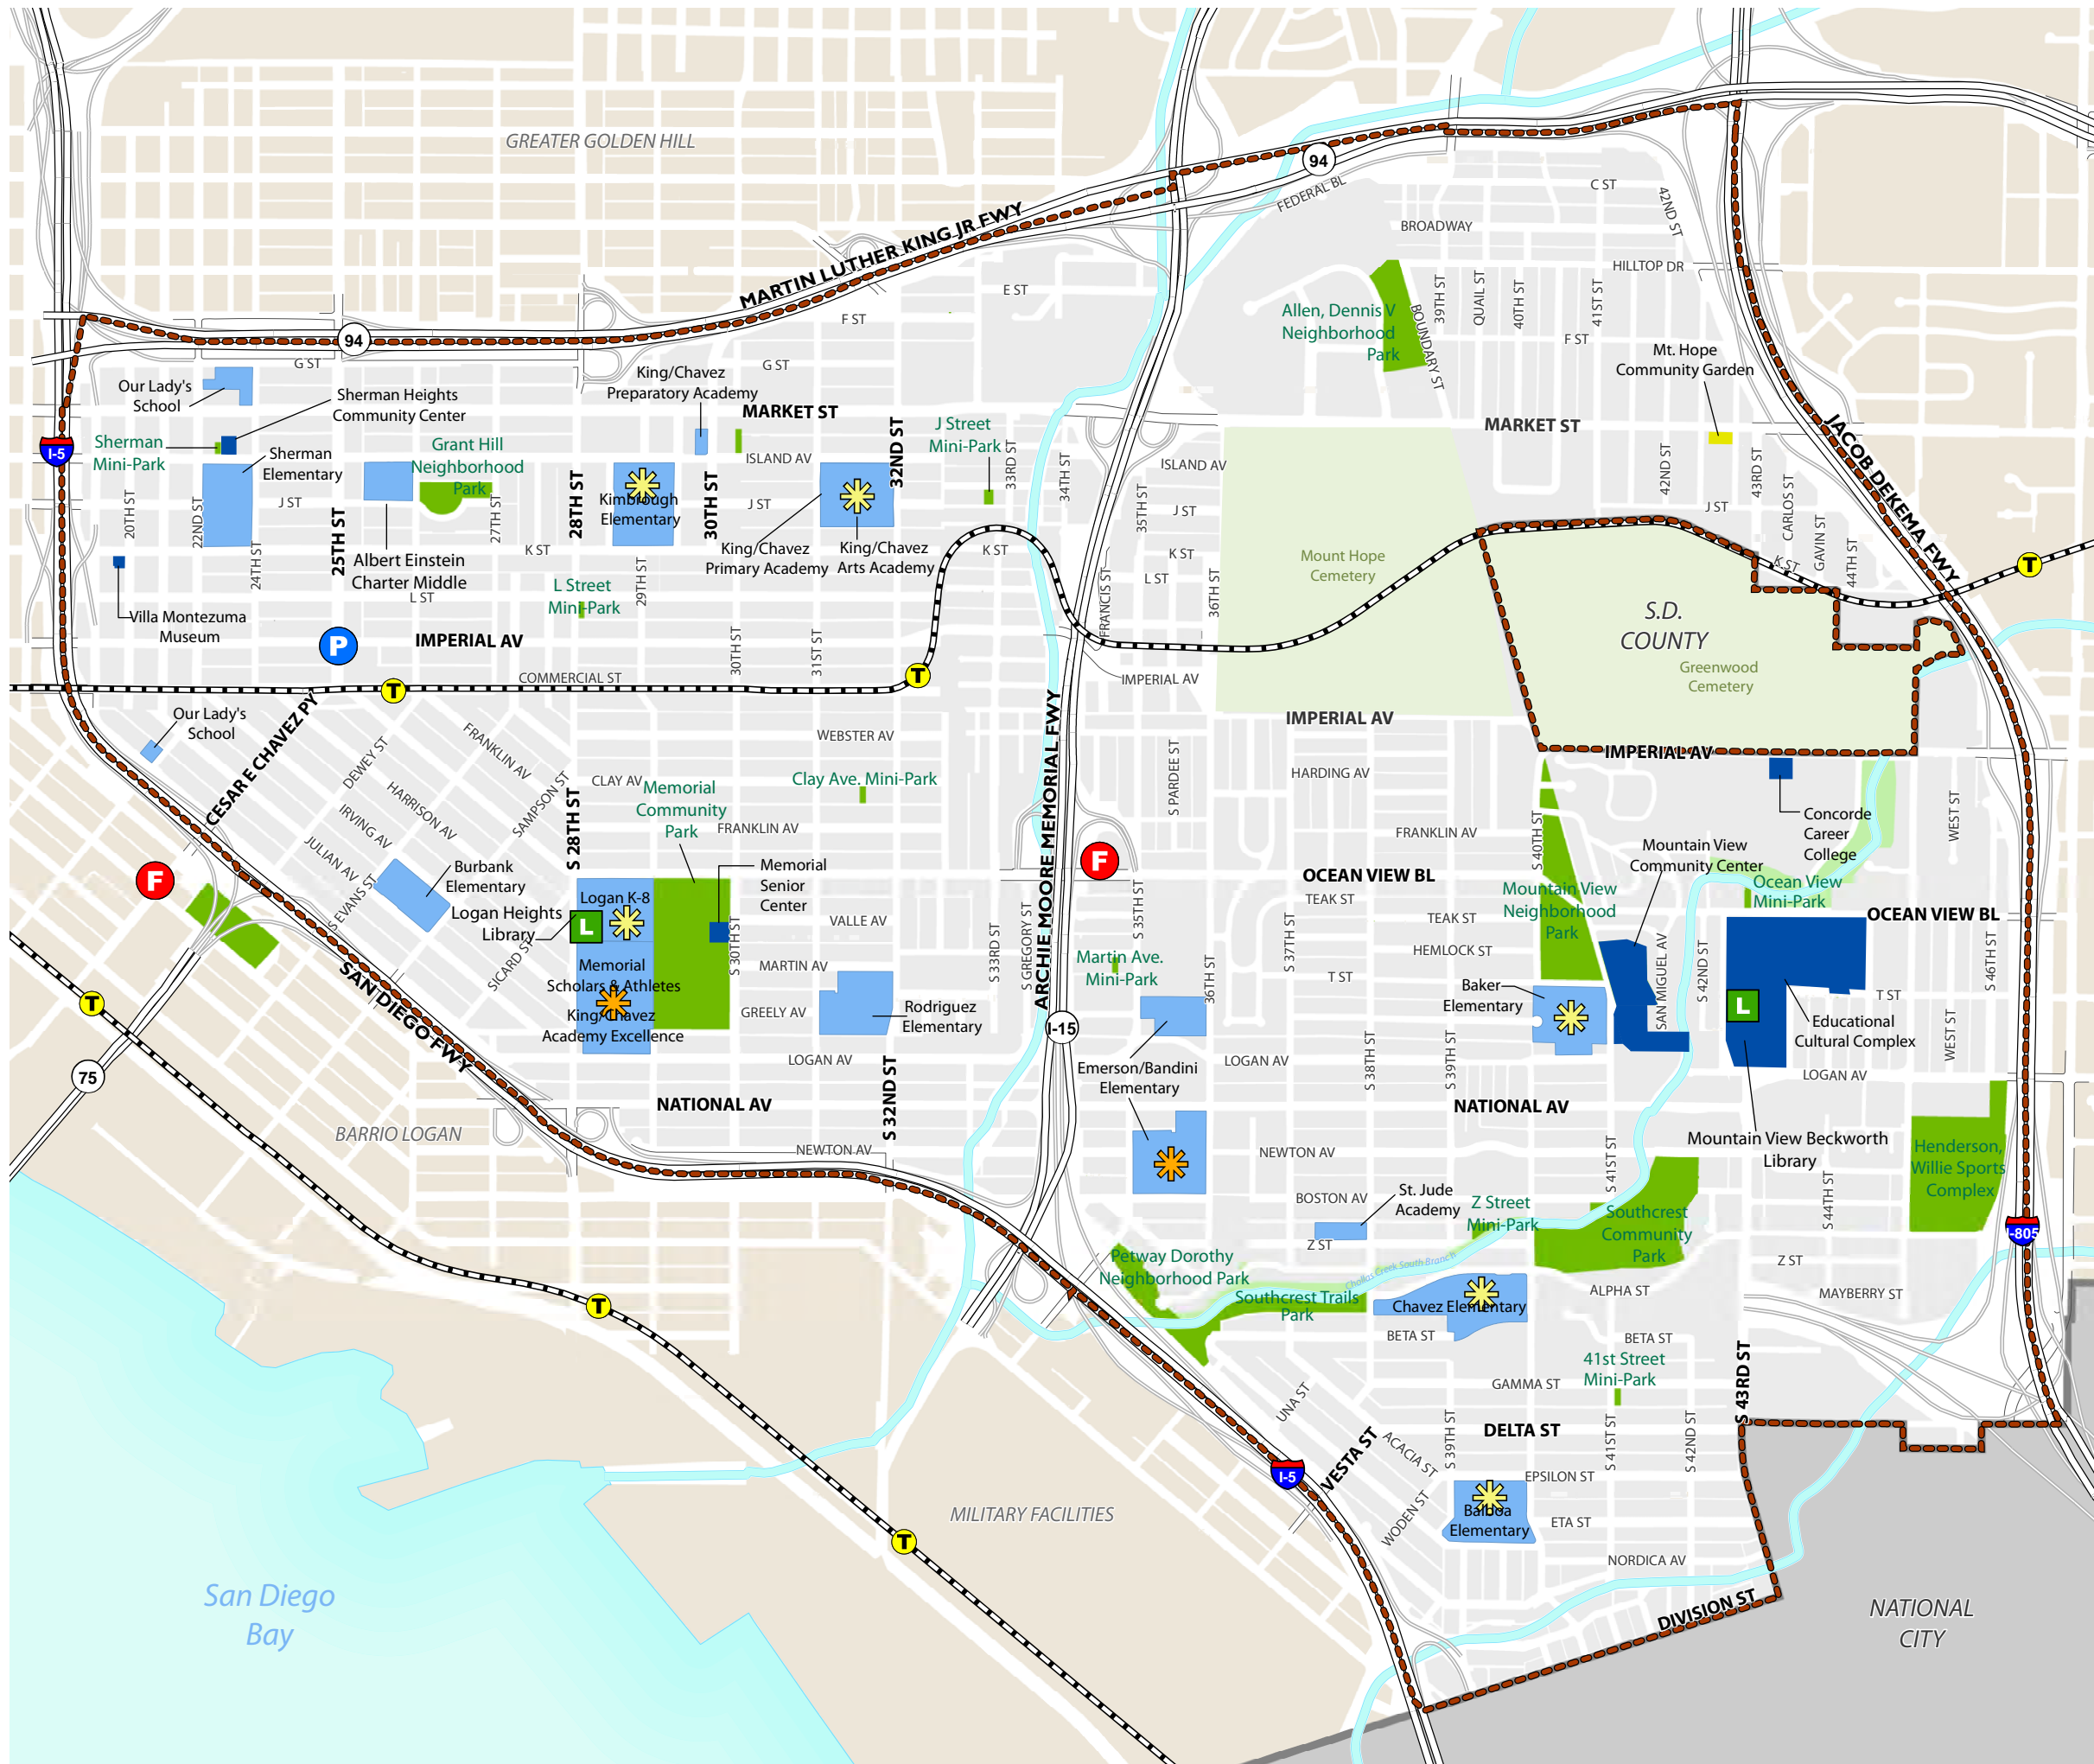 GREATER GOLDEN HILL
94
FEDERAL BL
C ST
42ND ST
BROADWAY
MARTIN LUTHER KING JR FWY
HILLTOP DR
E ST
F ST
Allen, Dennis V
Neighborhood
Park
BOUNDARY ST
39TH ST
QUAIL ST
40TH ST
41ST ST
F ST
94
G ST
G ST
Mt. Hope
Community Garden
Our Lady's
School
Sherman Heights
Community Center
King/Chavez
Preparatory Academy
MARKET ST
MARKET ST
JACOB DEKEMA FWY
I-5
Sherman
Mini-Park
Sherman
Elementary
Grant Hill
Neighborhood
Park
J Street
Mini-Park
32ND ST
33RD ST
34TH ST
ISLAND AV
ISLAND AV
20TH ST
22ND ST
24TH ST
J ST
25TH ST
27TH ST
28TH ST
Kimbrough
Elementary
30TH ST
J ST
35TH ST
J ST
42ND ST
43RD ST
J ST
CARLOS ST
GAVIN ST
44TH ST
K ST
Albert Einstein
Charter Middle
K ST
King/Chavez
Primary Academy
King/Chavez
Arts Academy
K ST
K ST
L ST
FRANCIS ST
36TH ST
Mount Hope
Cemetery
T
L ST
L Street
Mini-Park
29TH ST
Villa Montezuma
Museum
P
IMPERIAL AV
30TH ST
31ST ST
S.D.
COUNTY
Greenwood
Cemetery
COMMERCIAL ST
T
T
IMPERIAL AV
IMPERIAL AV
IMPERIAL AV
Our Lady's
School
CESAR E CHAVEZ PY
DEWEY ST
FRANKLIN AV
WEBSTER AV
HARRISON AV
IRVING AV
JULIAN AV
SAMPSON ST
S 28TH ST
CLAY AV
Memorial
Community
Park
Clay Ave. Mini-Park
FRANKLIN AV
ARCHIE MOORE MEMORIAL FWY
S PARDEE ST
HARDING AV
FRANKLIN AV
S 40TH ST
Concorde
Career
College
WEST ST
Mountain View
Community Center
F
F
Burbank
Elementary
S EVANS ST
Logan Heights
Library
L
Logan K-8
Memorial
Senior
Center
VALLE AV
S 30TH ST
S 33RD ST
S GREGORY ST
S 35TH ST
OCEAN VIEW BL
TEAK ST
TEAK ST
HEMLOCK ST
T ST
S 37TH ST
Mountain View
Neighborhood
Park
Ocean View
Mini-Park
OCEAN VIEW BL
S 46TH ST
SICARD ST
SAN DIEGO FWY
Memorial
Scholars & Athletes
King/Chavez
Academy Excellence
MARTIN AV
GREELY AV
Rodriguez
Elementary
LOGAN AV
Martin Ave.
Mini-Park
36TH ST
I-15
Baker
Elementary
SAN MIGUEL AV
S 42ND ST
L
T ST
Educational
Cultural Complex
WEST ST
T
75
Emerson/Bandini
Elementary
LOGAN AV
S 38TH ST
S 39TH ST
LOGAN AV
NATIONAL AV
S 32ND ST
NATIONAL AV
BARRIO LOGAN
NEWTON AV
NEWTON AV
S 41ST ST
Mountain View Beckworth
Library
Henderson,
Willie Sports
Complex
S 44TH ST
BOSTON AV
St. Jude
Academy
Z Street
Mini-Park
Southcrest
Community
Park
I-805
Z ST
Z ST
Petway Dorothy
Neighborhood Park
Chollas Creek South Branch
Southcrest Trails
Park
Chavez Elementary
ALPHA ST
MAYBERRY ST
T
BETA ST
BETA ST
41st Street
Mini-Park
S 43RD ST
GAMMA ST
UNA ST
DELTA ST
S 39TH ST
S 41ST ST
S 42ND ST
VESTA ST
ACACIA ST
I-5
EPSILON ST
WODEN ST
Balboa
Elementary
ETA ST
MILITARY FACILITIES
T
NORDICA AV
San Diego
Bay
DIVISION ST
NATIONAL
CITY